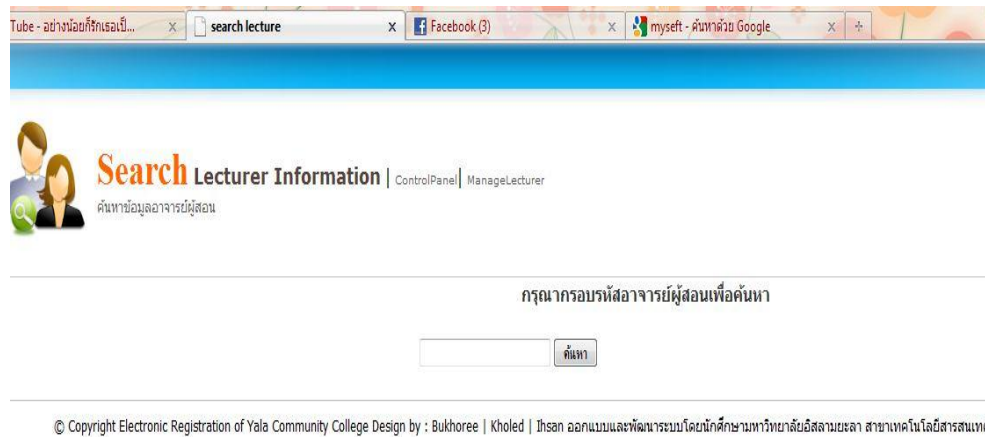 Tube - อย่างน้อยก็รักเธอเป็... x search lecture x Facebook (3) x myseft - ค้นหาด้วย Google x
Search Lecturer Information | ControlPanel | ManageLecturer
ค้นหาข้อมูลอาจารย์ผู้สอน
กรุณากรอบรหัสอาจารย์ผู้สอนเพื่อค้นหา
ค้นหา
© Copyright Electronic Registration of Yala Community College Design by : Bukhoree | Kholed | Ihsan ออกแบบและพัฒนาระบบโดยนักศึกษามหาวิทยาลัยอิสลามยะลา สาขาเทคโนโลยีสารสนเท